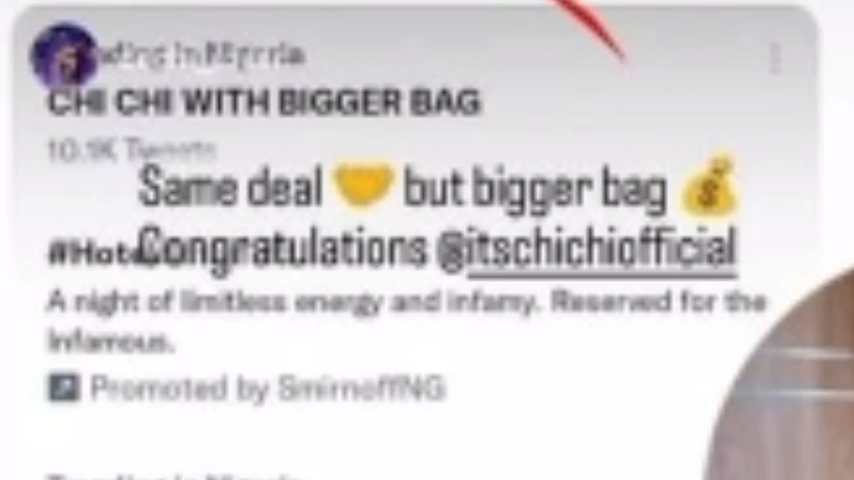 CHI CHI WITH BIGGER BAG
10.1K Tweets
Same deal 🤝 but bigger bag 💰
Congratulations @itschichiofficial
A night of limitless energy and infamy. Reserved for the
Infamous.
Promoted by SmirnoffNG